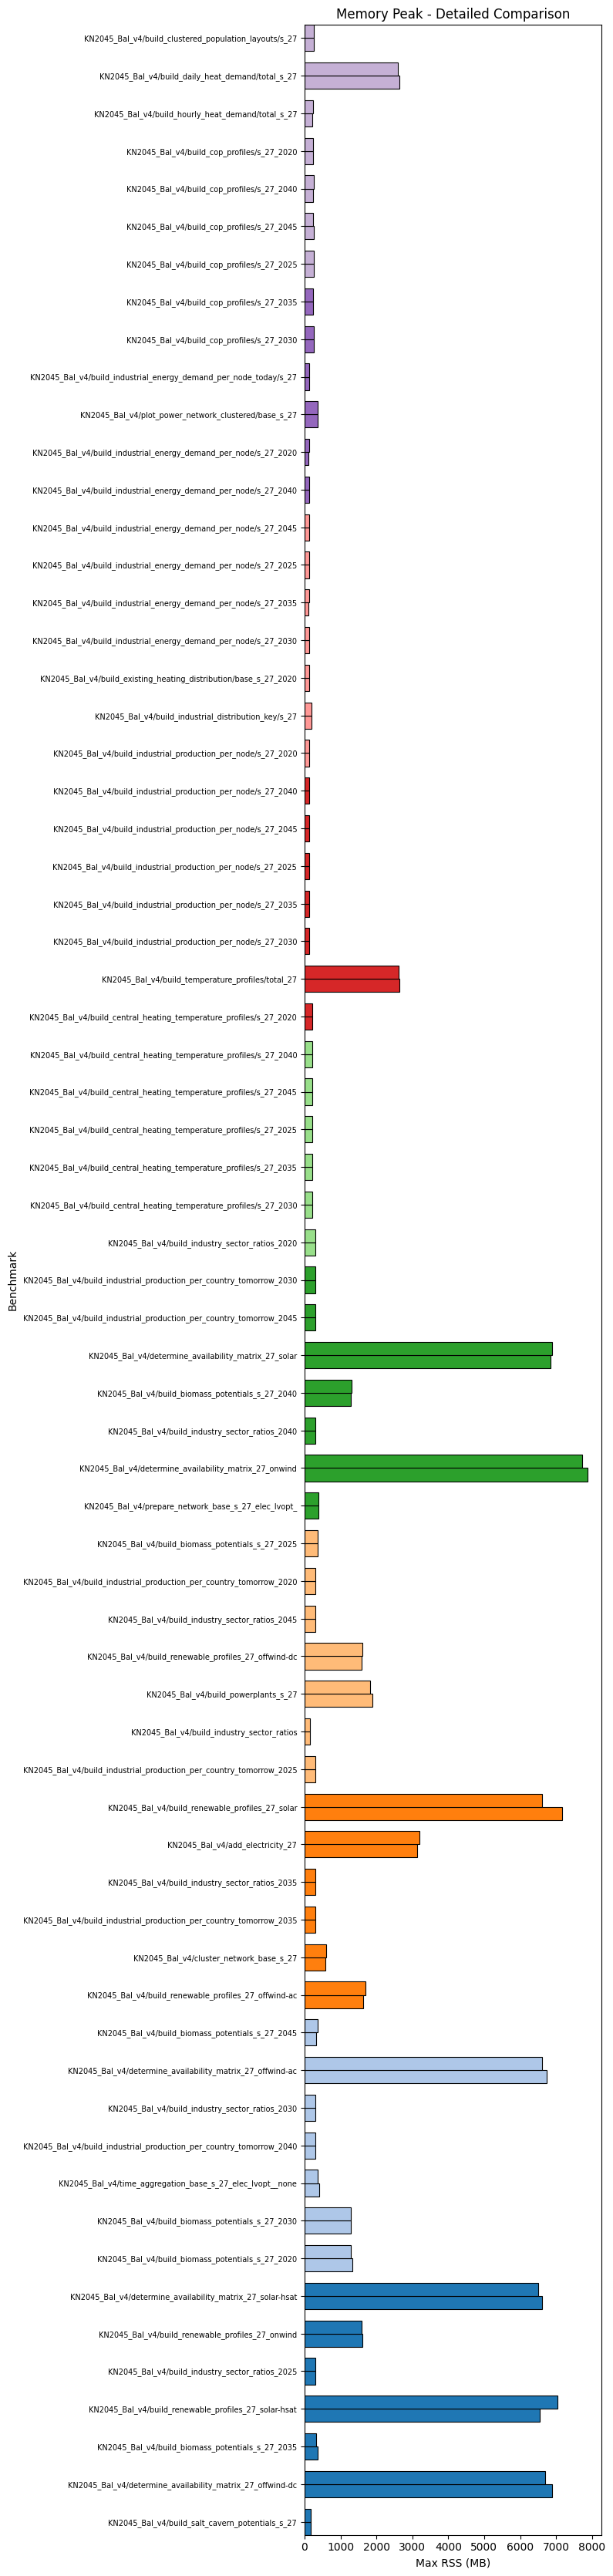 Memory Peak - Detailed Comparison
KN2045_Bal_v4/build_clustered_population_layouts/s_27
KN2045_Bal_v4/build_daily_heat_demand/total_s_27
KN2045_Bal_v4/build_hourly_heat_demand/total_s_27
KN2045_Bal_v4/build_cop_profiles/s_27_2020
KN2045_Bal_v4/build_cop_profiles/s_27_2040
KN2045_Bal_v4/build_cop_profiles/s_27_2045
KN2045_Bal_v4/build_cop_profiles/s_27_2025
KN2045_Bal_v4/build_cop_profiles/s_27_2035
KN2045_Bal_v4/build_cop_profiles/s_27_2030
KN2045_Bal_v4/build_industrial_energy_demand_per_node_today/s_27
KN2045_Bal_v4/plot_power_network_clustered/base_s_27
KN2045_Bal_v4/build_industrial_energy_demand_per_node/s_27_2020
KN2045_Bal_v4/build_industrial_energy_demand_per_node/s_27_2040
KN2045_Bal_v4/build_industrial_energy_demand_per_node/s_27_2045
KN2045_Bal_v4/build_industrial_energy_demand_per_node/s_27_2025
KN2045_Bal_v4/build_industrial_energy_demand_per_node/s_27_2035
KN2045_Bal_v4/build_industrial_energy_demand_per_node/s_27_2030
KN2045_Bal_v4/build_existing_heating_distribution/base_s_27_2020
KN2045_Bal_v4/build_industrial_distribution_key/s_27
KN2045_Bal_v4/build_industrial_production_per_node/s_27_2020
KN2045_Bal_v4/build_industrial_production_per_node/s_27_2040
KN2045_Bal_v4/build_industrial_production_per_node/s_27_2045
KN2045_Bal_v4/build_industrial_production_per_node/s_27_2025
KN2045_Bal_v4/build_industrial_production_per_node/s_27_2035
KN2045_Bal_v4/build_industrial_production_per_node/s_27_2030
KN2045_Bal_v4/build_temperature_profiles/total_27
KN2045_Bal_v4/build_central_heating_temperature_profiles/s_27_2020
KN2045_Bal_v4/build_central_heating_temperature_profiles/s_27_2040
KN2045_Bal_v4/build_central_heating_temperature_profiles/s_27_2045
KN2045_Bal_v4/build_central_heating_temperature_profiles/s_27_2025
KN2045_Bal_v4/build_central_heating_temperature_profiles/s_27_2035
KN2045_Bal_v4/build_central_heating_temperature_profiles/s_27_2030
KN2045_Bal_v4/build_industry_sector_ratios_2020
KN2045_Bal_v4/build_industrial_production_per_country_tomorrow_2030
KN2045_Bal_v4/build_industrial_production_per_country_tomorrow_2045
KN2045_Bal_v4/determine_availability_matrix_27_solar
KN2045_Bal_v4/build_biomass_potentials_s_27_2040
KN2045_Bal_v4/build_industry_sector_ratios_2040
KN2045_Bal_v4/determine_availability_matrix_27_onwind
KN2045_Bal_v4/prepare_network_base_s_27_elec_lvopt_
KN2045_Bal_v4/build_biomass_potentials_s_27_2025
KN2045_Bal_v4/build_industrial_production_per_country_tomorrow_2020
KN2045_Bal_v4/build_industry_sector_ratios_2045
KN2045_Bal_v4/build_renewable_profiles_27_offwind-dc
KN2045_Bal_v4/build_powerplants_s_27
KN2045_Bal_v4/build_industry_sector_ratios
KN2045_Bal_v4/build_industrial_production_per_country_tomorrow_2025
KN2045_Bal_v4/build_renewable_profiles_27_solar
KN2045_Bal_v4/add_electricity_27
KN2045_Bal_v4/build_industry_sector_ratios_2035
KN2045_Bal_v4/build_industrial_production_per_country_tomorrow_2035
KN2045_Bal_v4/cluster_network_base_s_27
KN2045_Bal_v4/build_renewable_profiles_27_offwind-ac
KN2045_Bal_v4/build_biomass_potentials_s_27_2045
KN2045_Bal_v4/determine_availability_matrix_27_offwind-ac
KN2045_Bal_v4/build_industry_sector_ratios_2030
KN2045_Bal_v4/build_industrial_production_per_country_tomorrow_2040
KN2045_Bal_v4/time_aggregation_base_s_27_elec_lvopt__none
KN2045_Bal_v4/build_biomass_potentials_s_27_2030
KN2045_Bal_v4/build_biomass_potentials_s_27_2020
KN2045_Bal_v4/determine_availability_matrix_27_solar-hsat
KN2045_Bal_v4/build_renewable_profiles_27_onwind
KN2045_Bal_v4/build_industry_sector_ratios_2025
KN2045_Bal_v4/build_renewable_profiles_27_solar-hsat
KN2045_Bal_v4/build_biomass_potentials_s_27_2035
KN2045_Bal_v4/determine_availability_matrix_27_offwind-dc
KN2045_Bal_v4/build_salt_cavern_potentials_s_27
Benchmark
0 1000 2000 3000 4000 5000 6000 7000 8000
Max RSS (MB)